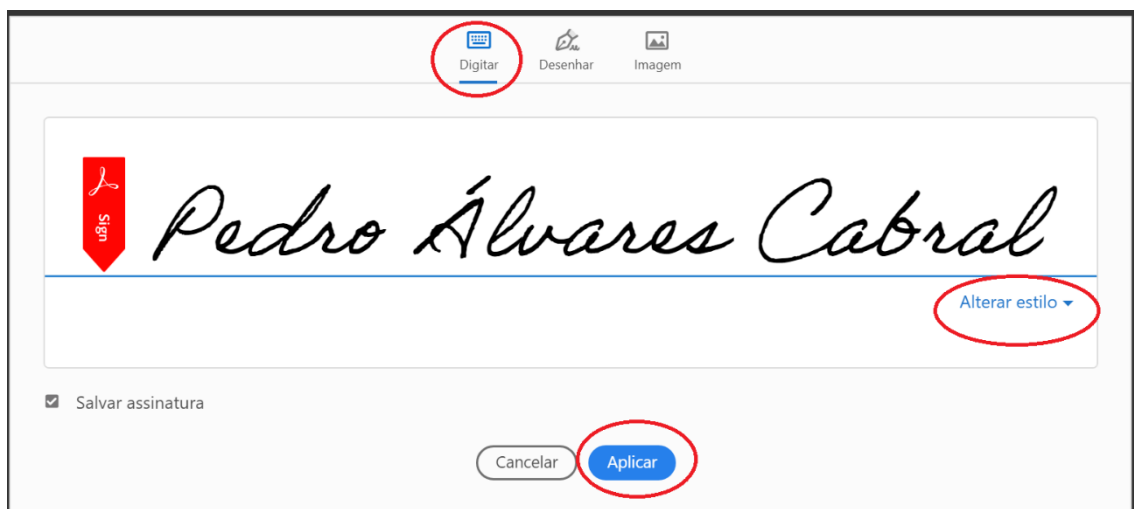 Digitar Desenhar Imagem
Sign
Pedro Álvares Cabral
Alterar estilo
Salvar assinatura
Cancelar Aplicar